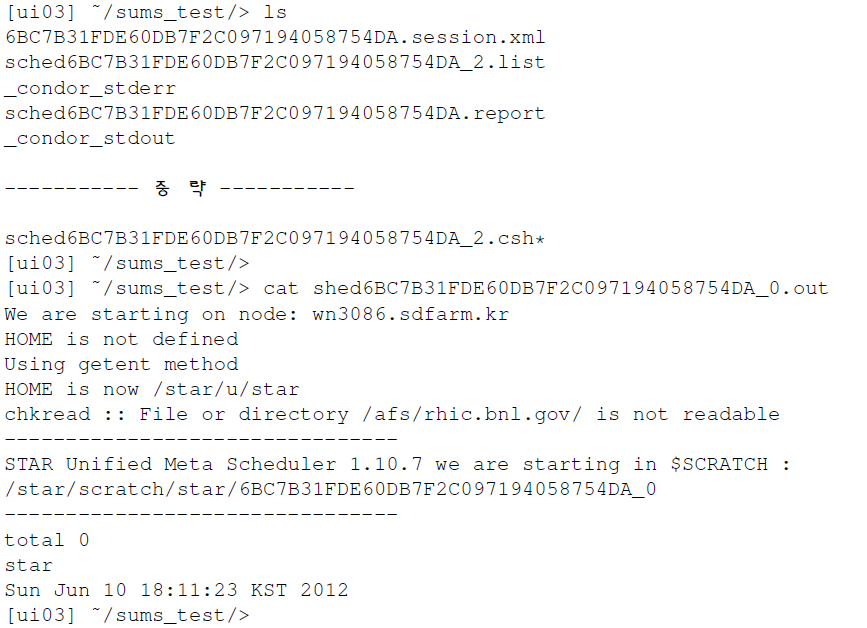 [ui03] ~/sums_test/> ls
6BC7B31FDE60DB7F2C097194058754DA.session.xml
sched6BC7B31FDE60DB7F2C097194058754DA_2.list
_condor_stderr
sched6BC7B31FDE60DB7F2C097194058754DA.report
_condor_stdout
----------- 중 략 -----------
sched6BC7B31FDE60DB7F2C097194058754DA_2.csh*
[ui03] ~/sums_test/>
[ui03] ~/sums_test/> cat shed6BC7B31FDE60DB7F2C097194058754DA_0.out
We are starting on node: wn3086.sdfarm.kr
HOME is not defined
Using getent method
HOME is now /star/u/star
chkread :: File or directory /afs/rhic.bnl.gov/ is not readable
--------------------------------
STAR Unified Meta Scheduler 1.10.7 we are starting in $SCRATCH :
/star/scratch/star/6BC7B31FDE60DB7F2C097194058754DA_0
--------------------------------
total 0
star
Sun Jun 10 18:11:23 KST 2012
[ui03] ~/sums_test/>